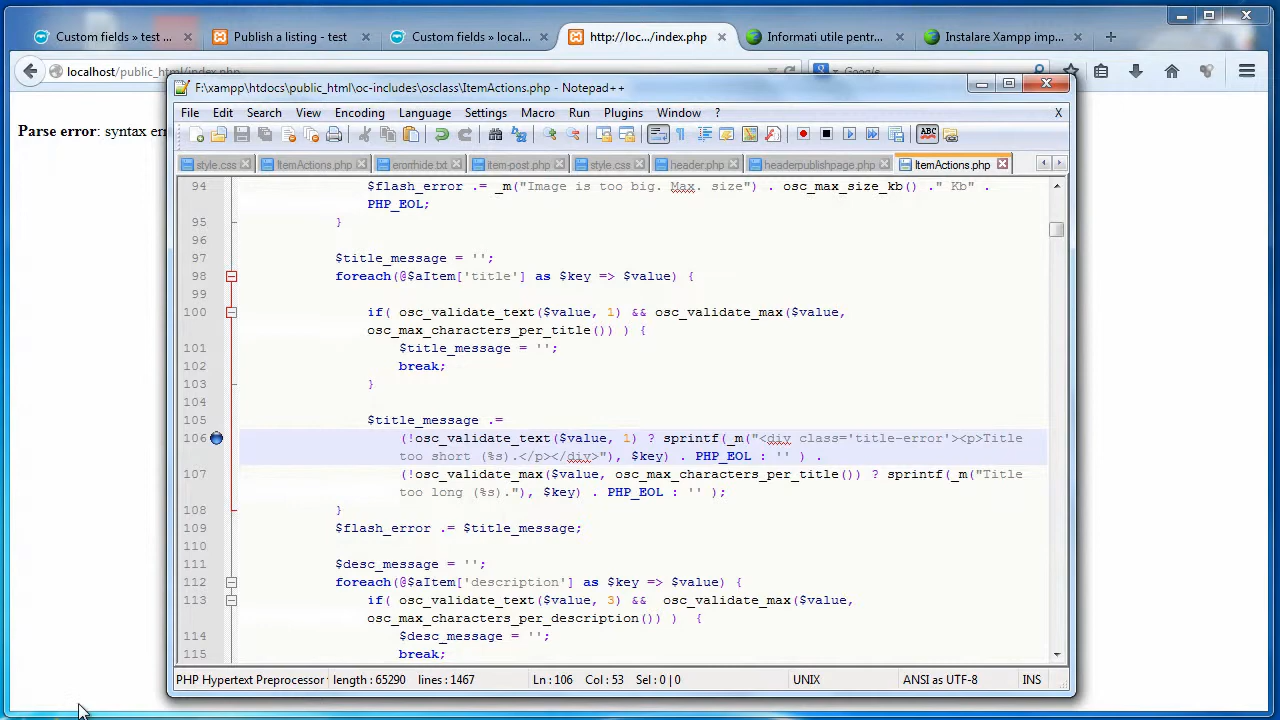 Custom fields » test ...
Publish a listing - test
Custom fields » local...
http://loc.../index.php
Informati utile pentr...
Instalare Xampp imp...
localhost/public_html/index.php
Google
Parse error: syntax err
F:\xampp\htdocs\public_html\includes\osclass\ItemActions.php - Notepad++
File Edit Search View Encoding Language Settings Macro Run Plugins Window ? X
ABC
style.css
ItemActions.php
errorhide.txt
item-post.php
style.css
header.php
headerpublishpage.php
ItemActions.php
94 $flash_error .= _m("Image is too big. Max. size") . osc_max_size_kb() ." Kb" .
PHP_EOL;
95 }
96
97 $title_message = '';
98 foreach(@$aItem['title'] as $key => $value) {
99
100 if( osc_validate_text($value, 1) && osc_validate_max($value,
osc_max_characters_per_title()) ) {
101 $title_message = '';
102 break;
103 }
104
105 $title_message .=
106 (!osc_validate_text($value, 1) ? sprintf(_m("<div class='title-error'><p>Title
too short (%s).</p></div>"), $key) . PHP_EOL : '' ) .
107 (!osc_validate_max($value, osc_max_characters_per_title()) ? sprintf(_m("Title
too long (%s)."), $key) . PHP_EOL : '' );
108 }
109 $flash_error .= $title_message;
110
111 $desc_message = '';
112 foreach(@$aItem['description'] as $key => $value) {
113 if( osc_validate_text($value, 3) && osc_validate_max($value,
osc_max_characters_per_description()) ) {
114 $desc_message = '';
115 break;
PHP Hypertext Preprocessor length : 65290 lines : 1467 Ln : 106 Col : 53 Sel : 0 | 0 UNIX ANSI as UTF-8 INS